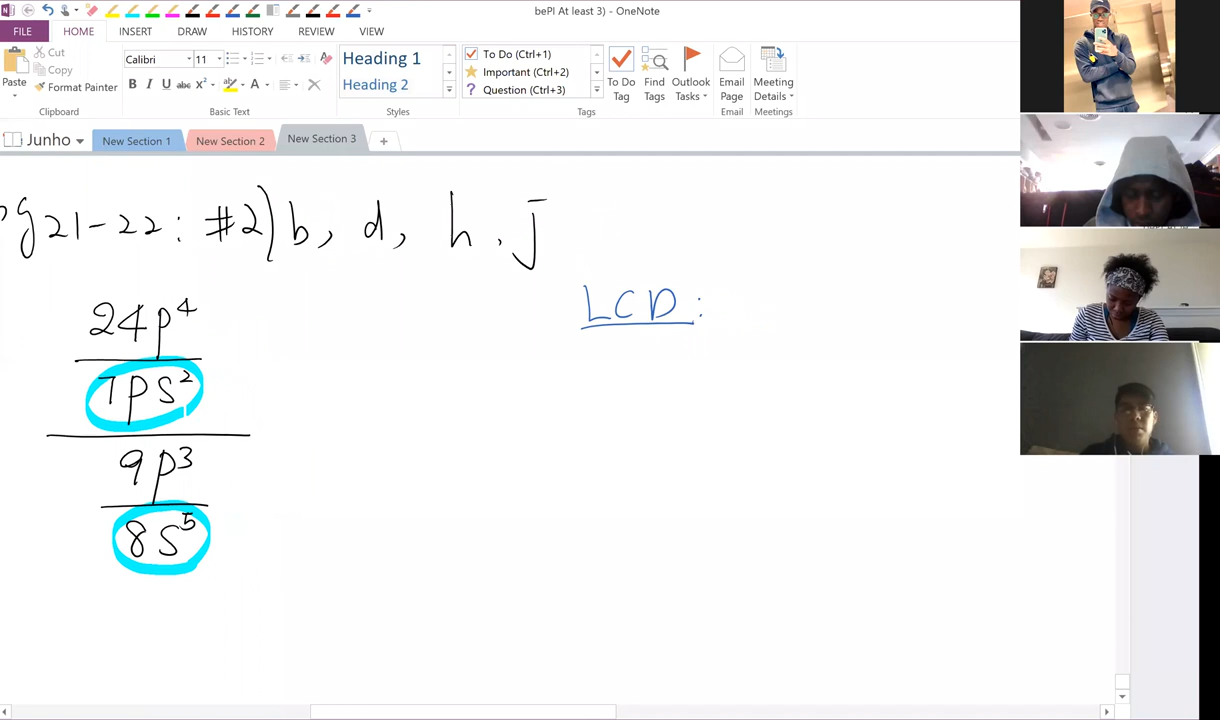 bePI At least 3) - OneNote
FILE HOME INSERT DRAW HISTORY REVIEW VIEW
Paste
Cut
Copy
Format Painter
Clipboard
Calibri 11
B I U abc X² A
Basic Text
Heading 1
Heading 2
Styles
To Do (Ctrl+1)
Important (Ctrl+2)
? Question (Ctrl+3)
Tags
To Do Tag
Find Tags
Outlook Tasks
Email Page
Email
Meeting Details
Meetings
Junho New Section 1 New Section 2 New Section 3 +
Pg 21-22: #2) b, d, h, j
LCD:
24p⁴
7ps²
9p³
8s⁵